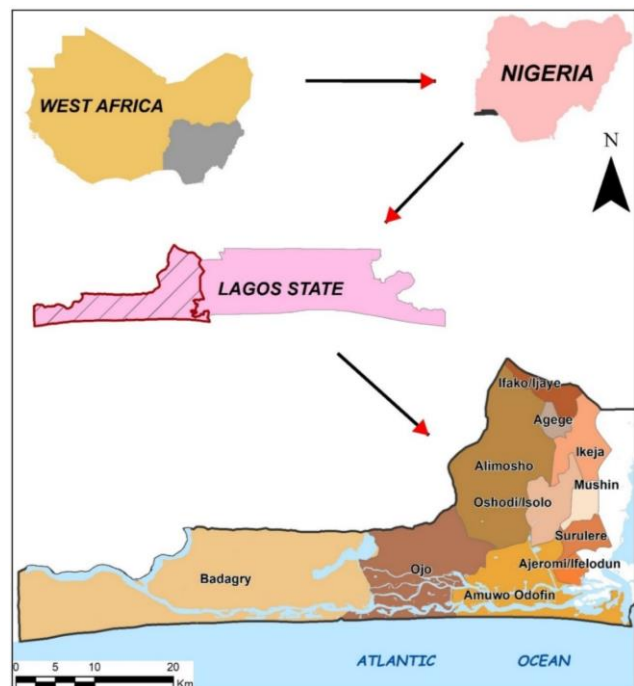 WEST AFRICA
NIGERIA
N
LAGOS STATE
Ifako/Ijaye
Agege
Ikeja
Alimosho
Mushin
Oshodi/Isolo
Surulere
Ajeromi/Ifelodun
Ojo
Badagry
Amuwo Odofin
ATLANTIC OCEAN
0 5 10 20
Km